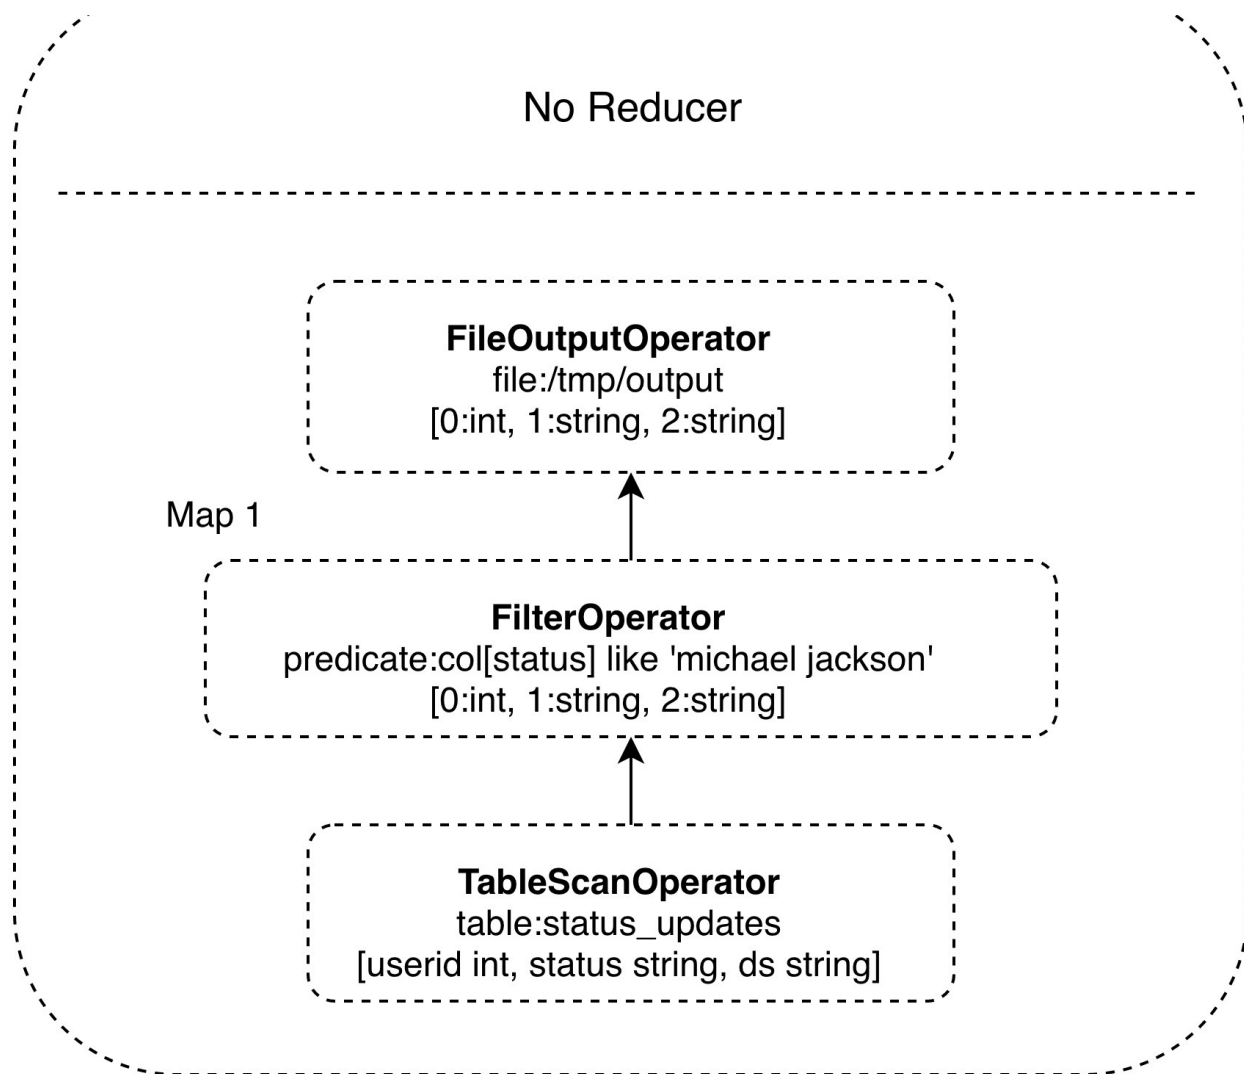 No Reducer
FileOutputOperator
file:/tmp/output
[0:int, 1:string, 2:string]
Map 1
FilterOperator
predicate:col[status] like 'michael jackson'
[0:int, 1:string, 2:string]
TableScanOperator
table:status_updates
[userid int, status string, ds string]